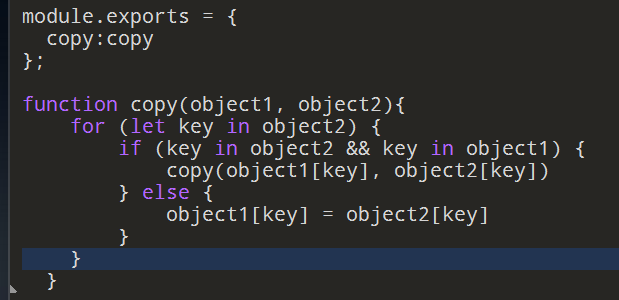 module.exports = {
  copy:copy
};

function copy(object1, object2){
    for (let key in object2) {
        if (key in object2 && key in object1) {
            copy(object1[key], object2[key])
        } else {
            object1[key] = object2[key]
        }
    }
  }